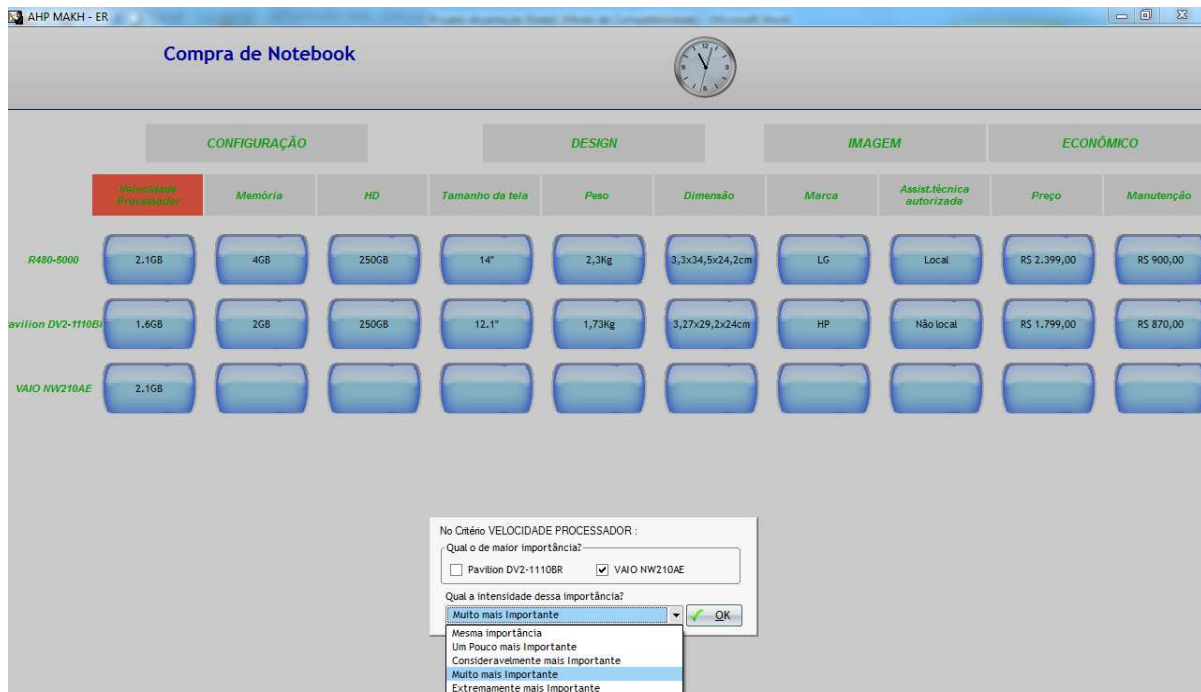 AHP MAKH - ER
Compra de Notebook
CONFIGURAÇÃO DESIGN IMAGEM ECONÔMICO
Velocidade Processador Memória HD Tamanho da tela Peso Dimensão Marca Assist.técnica autorizada Preço Manutenção
R480-5000 2.1GB 4GB 250GB 14" 2,3Kg 3,3x34,5x24,2cm LG Local R$ 2.399,00 R$ 900,00
avilion DV2-1110B 1.6GB 2GB 250GB 12.1" 1,73Kg 3,27x29,2x24cm HP Não local R$ 1.799,00 R$ 870,00
VAIO NW210AE 2.1GB
No Critério VELOCIDADE PROCESSADOR :
Qual o de maior importância?
Pavilion DV2-1110BR VAIO NW210AE
Qual a intensidade dessa importância?
Muito mais Importante OK
Mesma importância
Um Pouco mais Importante
Consideravelmente mais Importante
Muito mais Importante
Extremamente mais Importante